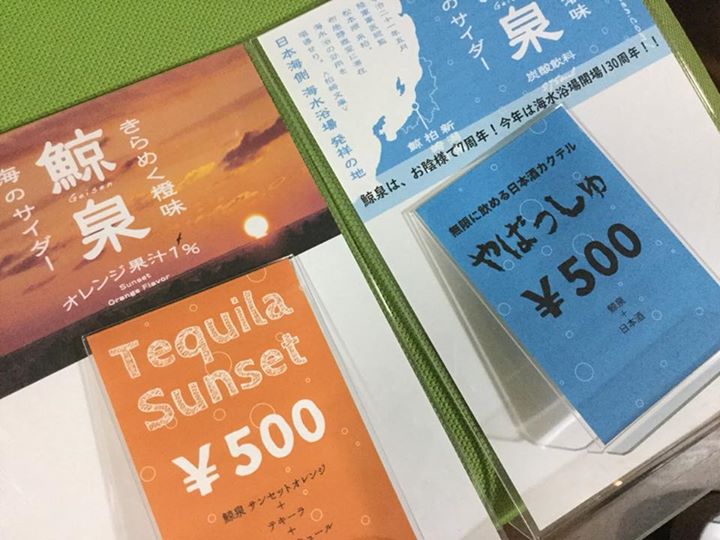 きらめく橙味
海のサイダー
鯨泉
Geisen
オレンジ果汁1%
Sunset
Orange Flavor
Tequila
Sunset
¥500
鯨泉 サンセットオレンジ
+
テキーラ
+
泉
炭酸飲料
のサイダー
日本海側 海水浴場 発祥の地
鯨泉は、お陰様で7周年！今年は海水浴場開場130周年！！
無限に飲める日本酒カクテル
やばっしゅ
¥500
鯨泉
+
日本酒